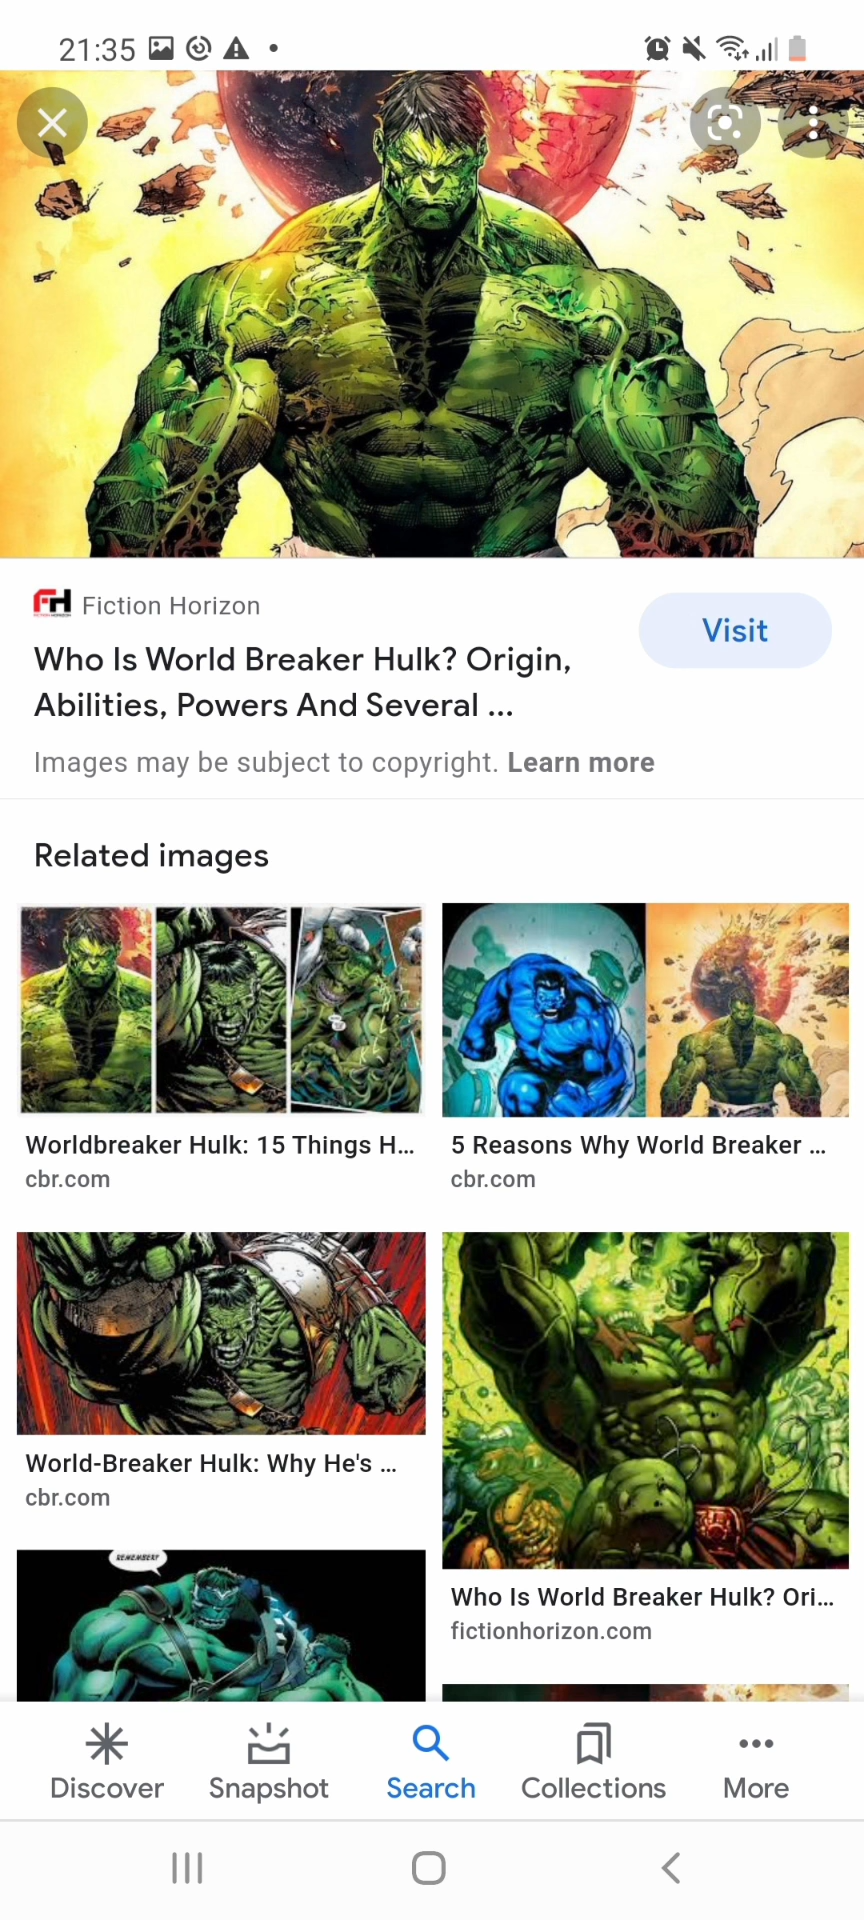 21:35
FH
Fiction Horizon
Visit
Who Is World Breaker Hulk? Origin,
Abilities, Powers And Several ...
Images may be subject to copyright. Learn more
Related images
Worldbreaker Hulk: 15 Things H...
cbr.com
5 Reasons Why World Breaker ...
cbr.com
World-Breaker Hulk: Why He's ...
cbr.com
REMEMBER?
Who Is World Breaker Hulk? Ori...
fictionhorizon.com
Discover
Snapshot
Search
Collections
More